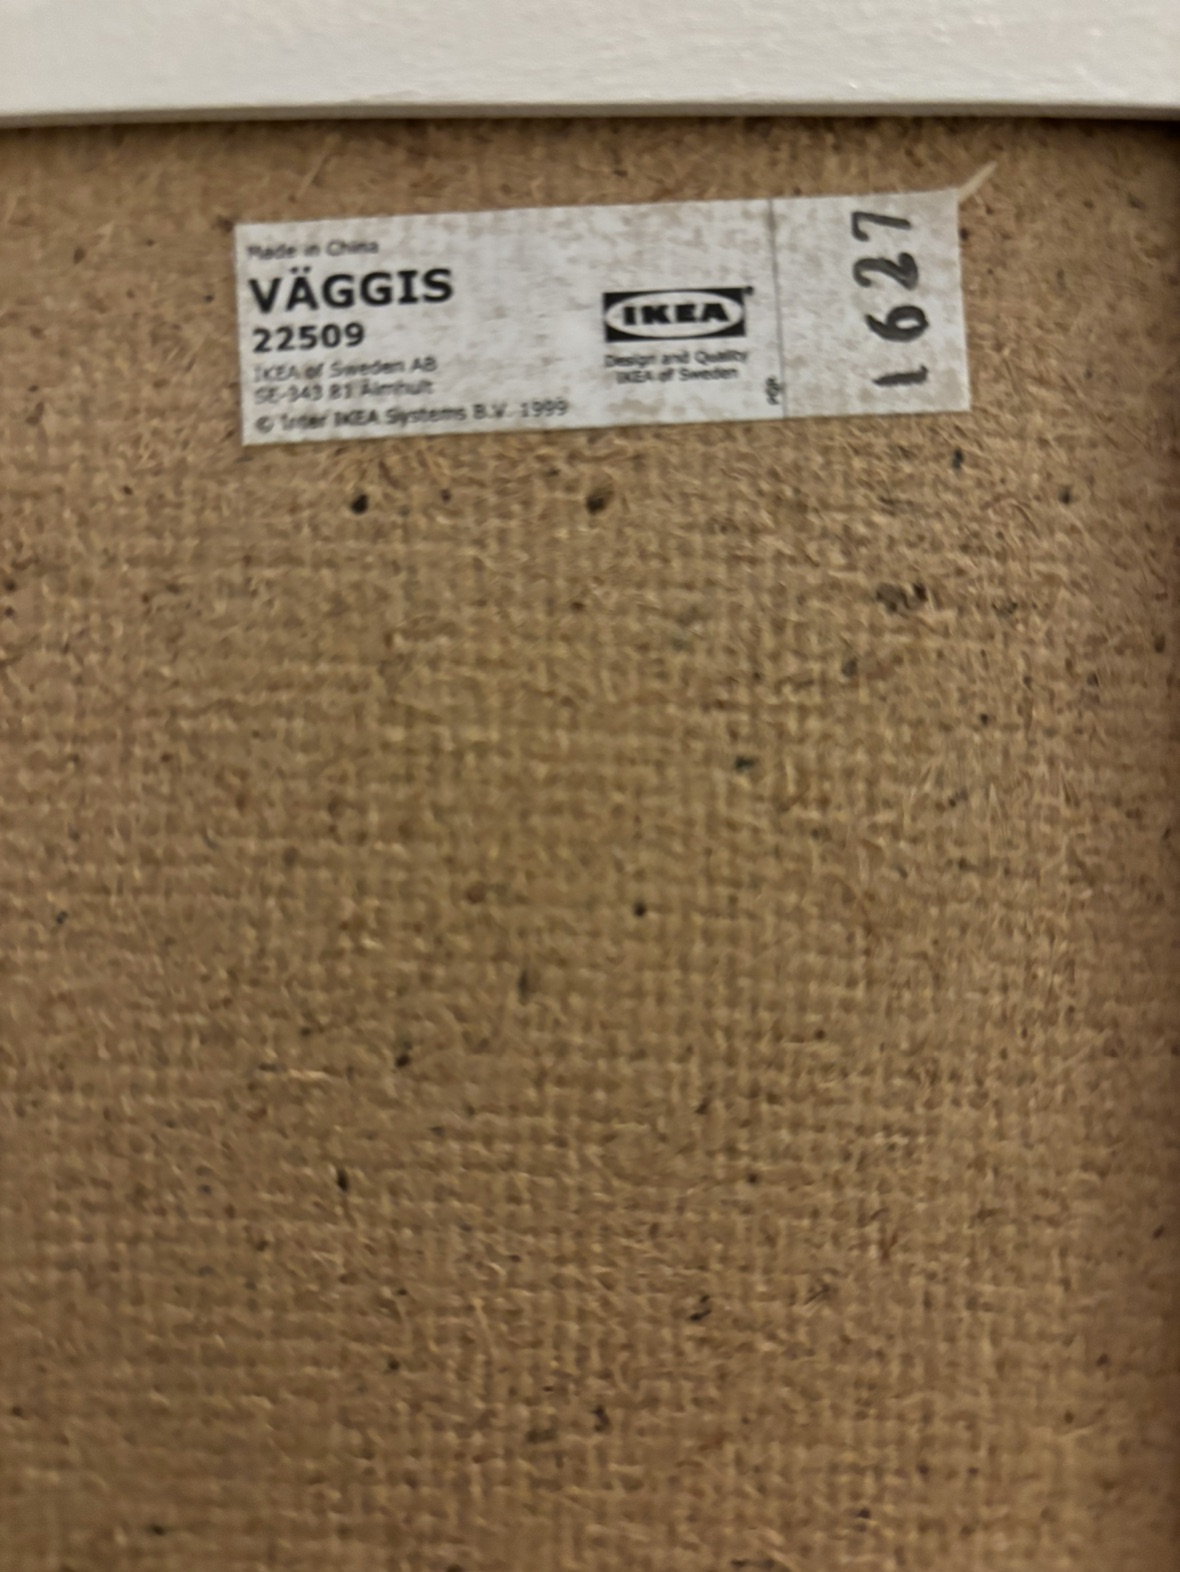 Made in China
VÄGGIS
22509
IKEA of Sweden AB
SE-343 81 Älmhult
© Inter IKEA Systems B.V. 1999
IKEA
Design and Quality
IKEA of Sweden
1627